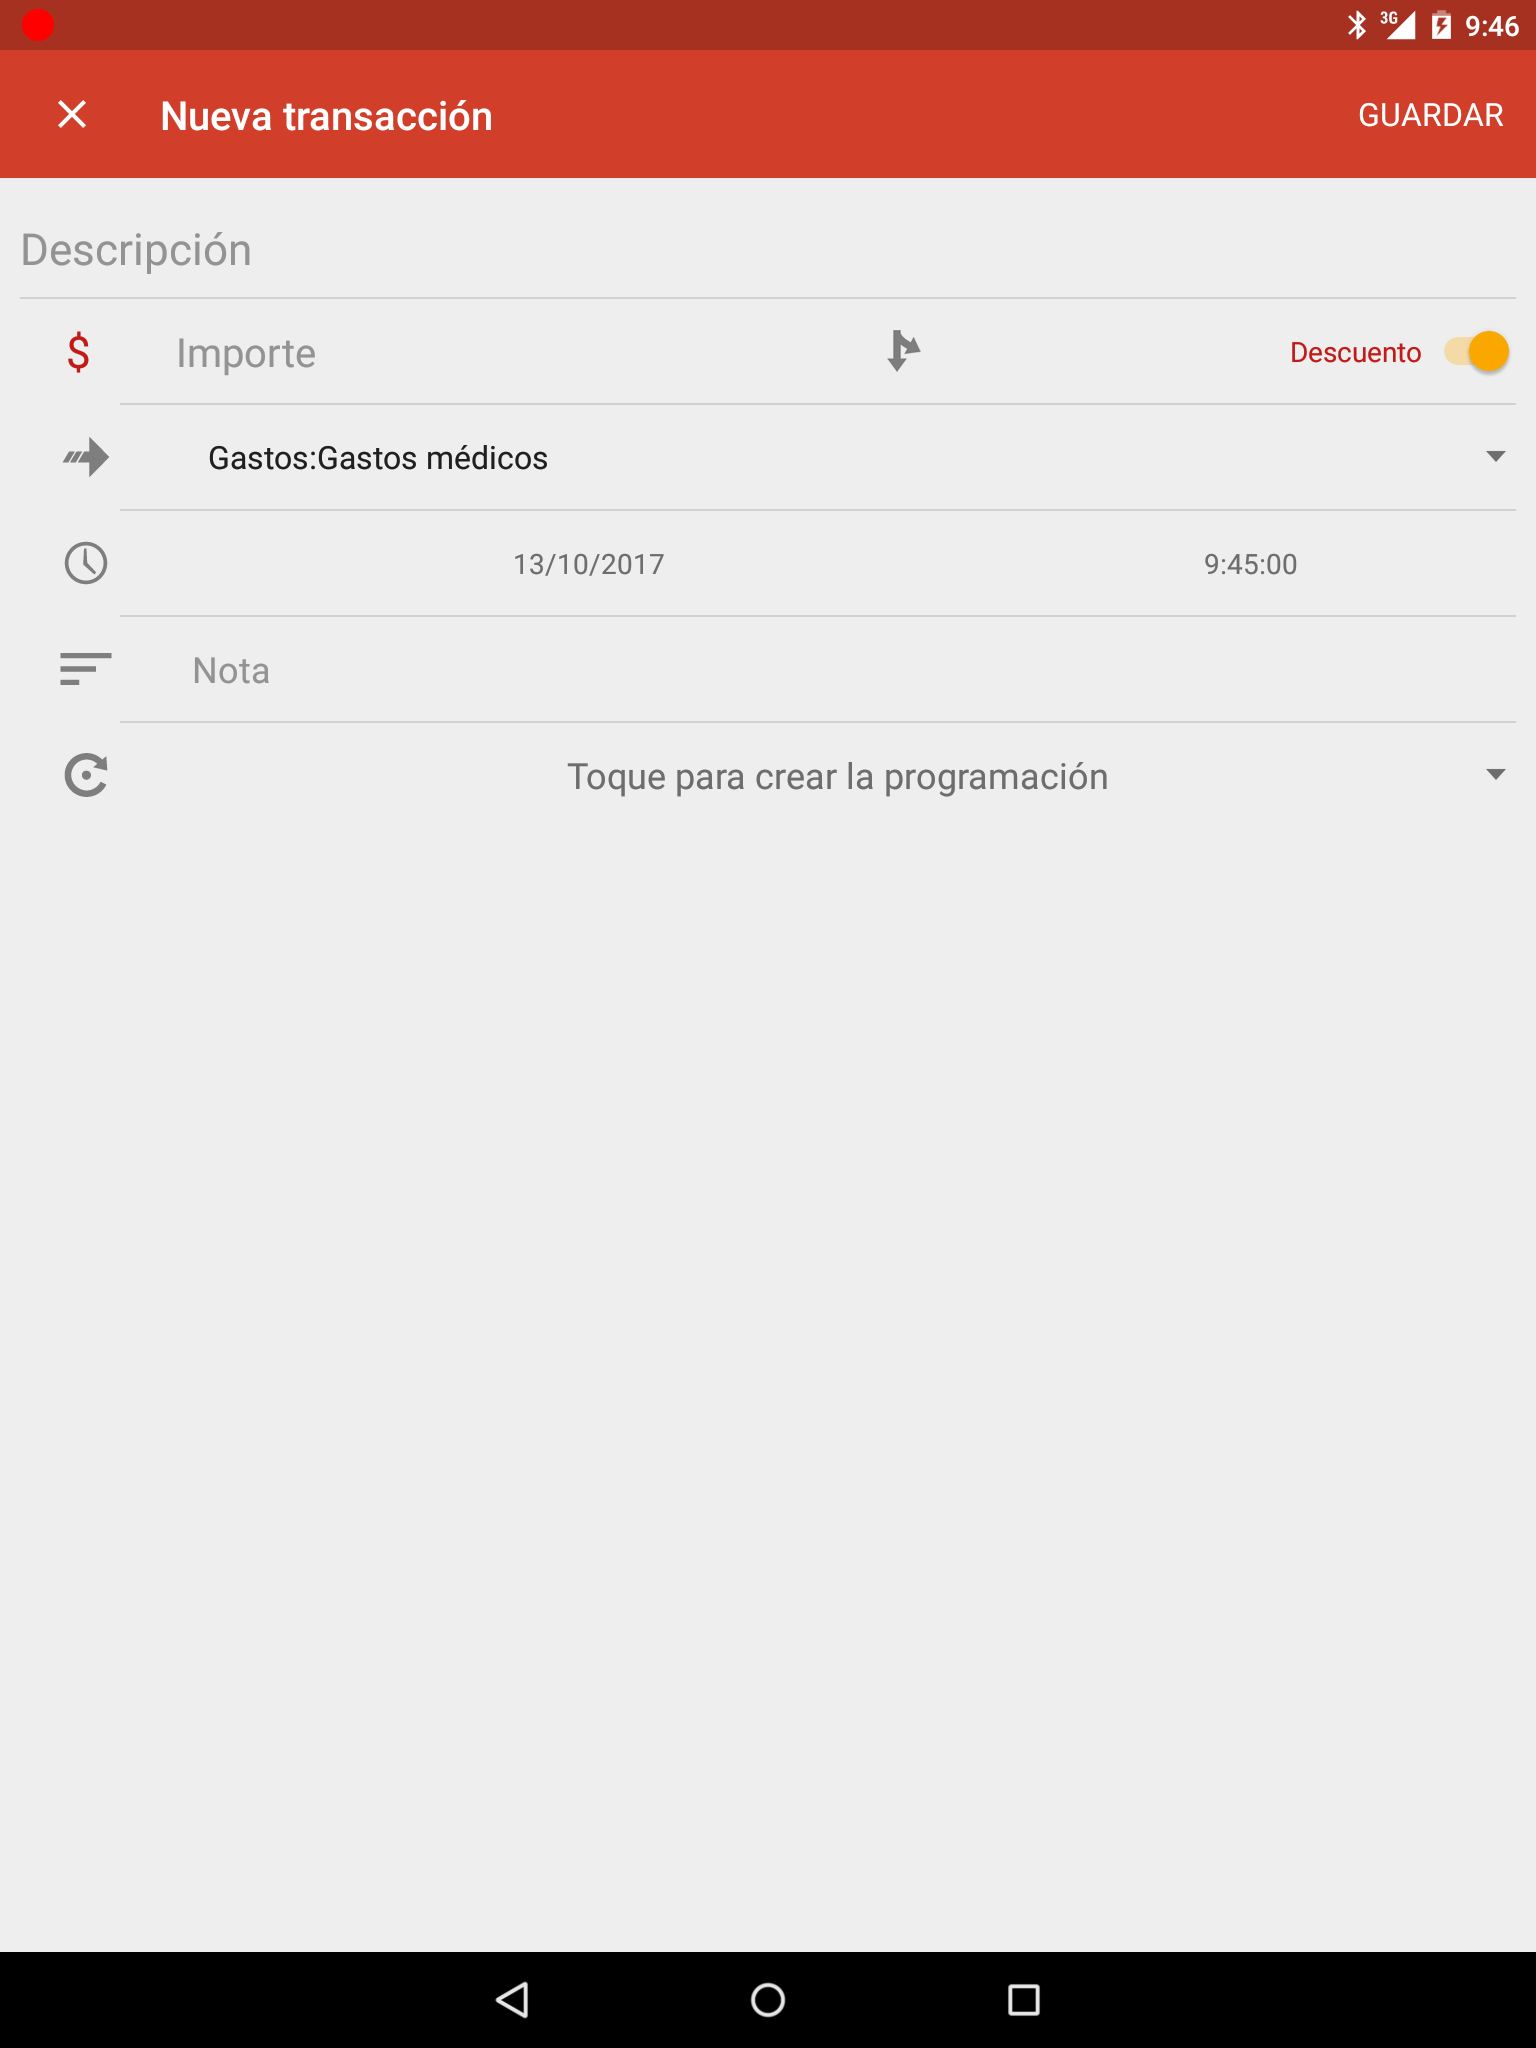 3G 9:46
Nueva transacción GUARDAR
Descripción
$ Importe Descuento
Gastos:Gastos médicos
13/10/2017 9:45:00
Nota
Toque para crear la programación